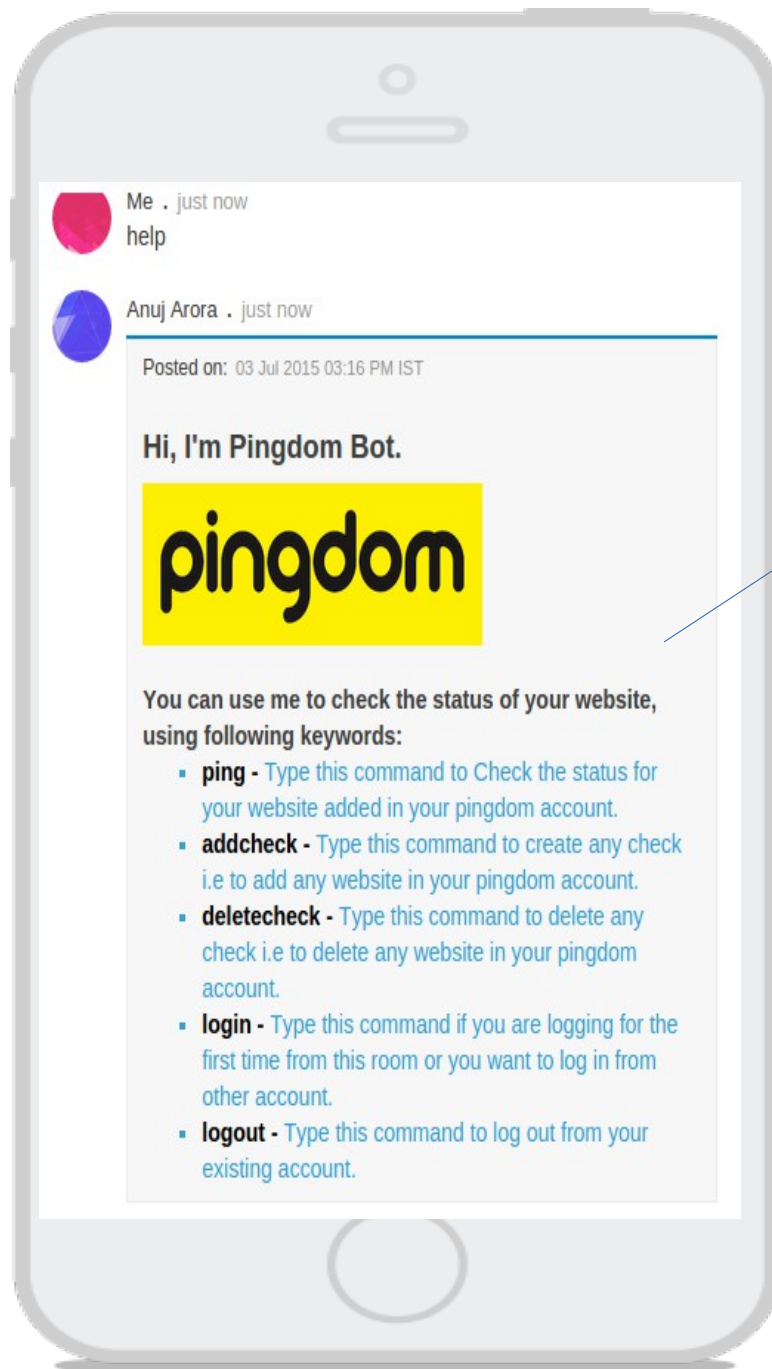 Me . just now
help
Anuj Arora . just now
Posted on: 03 Jul 2015 03:16 PM IST
Hi, I'm Pingdom Bot.
pingdom
You can use me to check the status of your website,
using following keywords:
ping - Type this command to Check the status for
your website added in your pingdom account.
addcheck - Type this command to create any check
i.e to add any website in your pingdom account.
deletecheck - Type this command to delete any
check i.e to delete any website in your pingdom
account.
login - Type this command if you are logging for the
first time from this room or you want to log in from
other account.
logout - Type this command to log out from your
existing account.